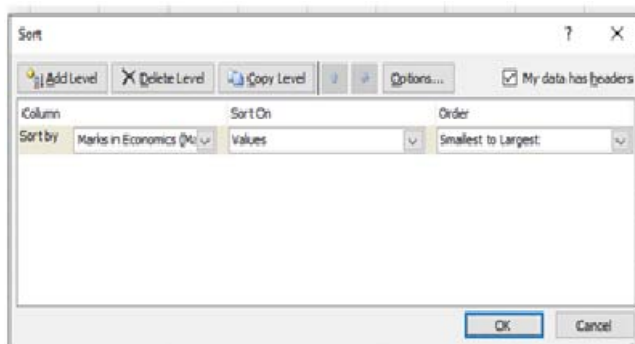 Sort ? X
Add Level Delete Level Copy Level Options... My data has headers
Column Sort On Order
Sort by Marks in Economics (Ma Values Smallest to Largest
OK Cancel